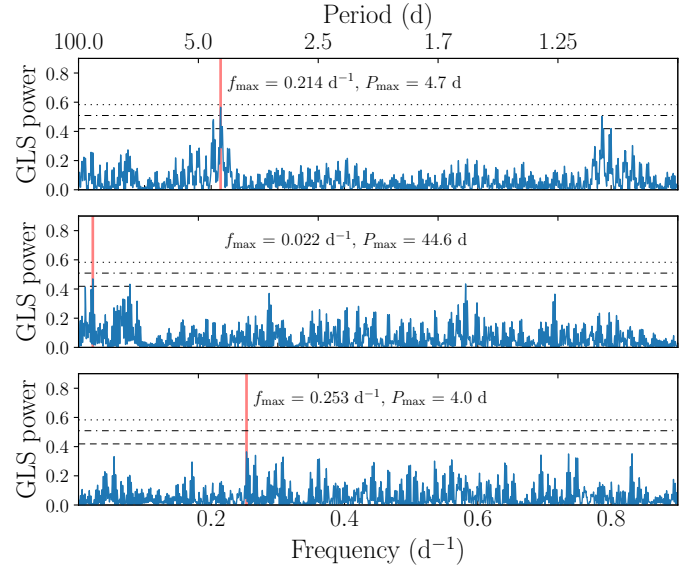 Period (d)
100.0 5.0 2.5 1.7 1.25
GLS power
0.8
0.6
0.4
0.2
0.0
f_max = 0.214 d⁻¹, P_max = 4.7 d
GLS power
0.8
0.6
0.4
0.2
0.0
f_max = 0.022 d⁻¹, P_max = 44.6 d
GLS power
0.8
0.6
0.4
0.2
0.0
f_max = 0.253 d⁻¹, P_max = 4.0 d
0.2 0.4 0.6 0.8
Frequency (d⁻¹)